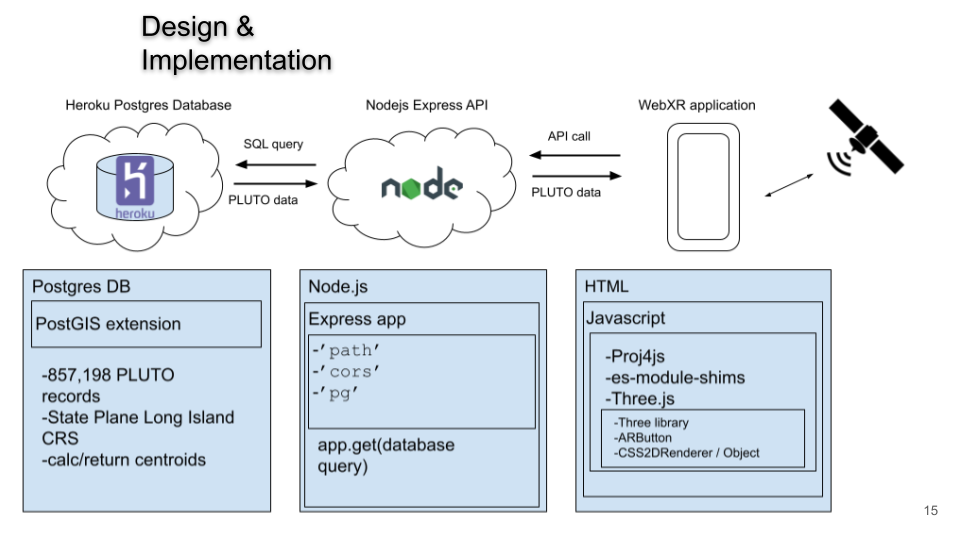 Design &
Implementation
Heroku Postgres Database
Nodejs Express API
WebXR application
SQL query
PLUTO data
API call
PLUTO data
heroku
node
Postgres DB
PostGIS extension
-857,198 PLUTO
records
-State Plane Long Island
CRS
-calc/return centroids
Node.js
Express app
-’path’
-’cors’
-’pg’
app.get(database
query)
HTML
Javascript
-Proj4js
-es-module-shims
-Three.js
-Three library
-ARButton
-CSS2DRenderer / Object
15